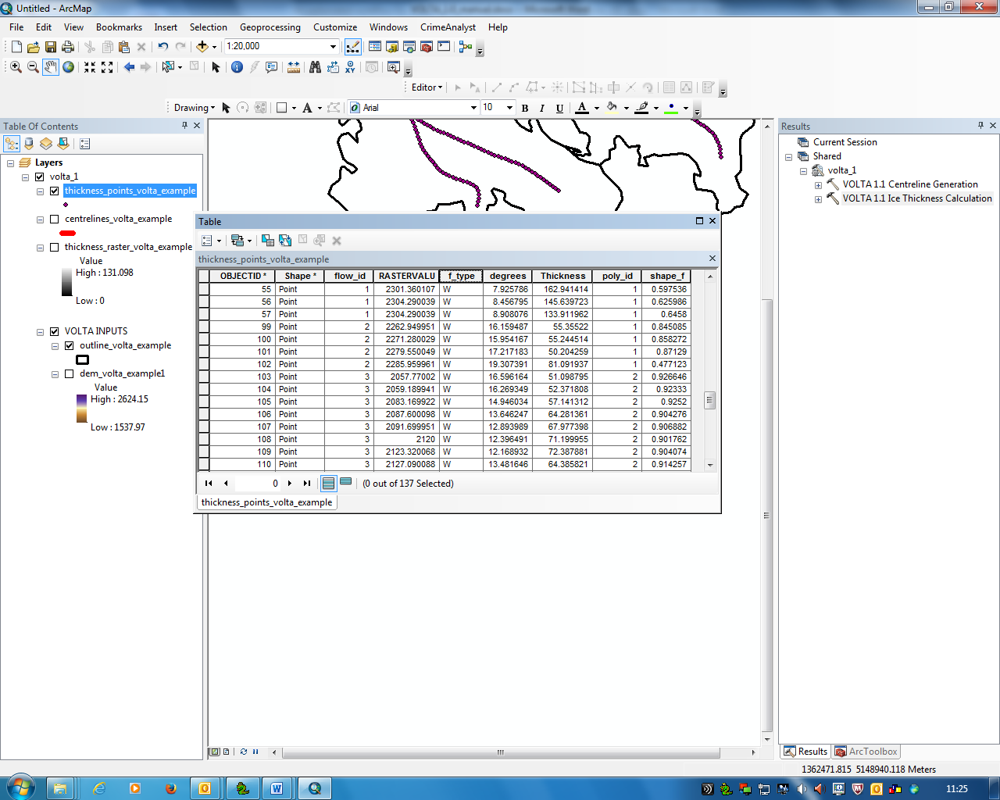 Untitled - ArcMap
File Edit View Bookmarks Insert Selection Geoprocessing Customize Windows CrimeAnalyst Help
1:20,000
Editor
Drawing A Arial 10 B I U A
Table Of Contents
Layers
volta_1
thickness_points_volta_example
centrelines_volta_example
thickness_raster_volta_example
Value
High : 131.098
Low : 0
VOLTA INPUTS
outline_volta_example
dem_volta_example1
Value
High : 2624.15
Low : 1537.97
Table
thickness_points_volta_example
OBJECTID * Shape * flow_id RASTERVALU f_type degrees Thickness poly_id shape_f
55 Point 1 2301.360107 W 7.925786 162.941414 1 0.597536
56 Point 1 2304.290039 W 8.456795 145.639723 1 0.625986
57 Point 1 2304.290039 W 8.908076 133.911962 1 0.6458
99 Point 2 2262.949951 W 16.159487 55.35522 1 0.845085
100 Point 2 2271.280029 W 15.954167 55.244514 1 0.858272
101 Point 2 2279.550049 W 17.217183 50.204259 1 0.87129
102 Point 2 2285.959961 W 19.307391 81.091937 1 0.477123
103 Point 3 2057.77002 W 16.596164 51.098795 2 0.926646
104 Point 3 2059.189941 W 16.269349 52.371808 2 0.92333
105 Point 3 2083.169922 W 14.946034 57.141312 2 0.9252
106 Point 3 2087.600098 W 13.646247 64.281361 2 0.904276
107 Point 3 2091.699951 W 12.893989 67.977398 2 0.906882
108 Point 3 2120 W 12.396491 71.199955 2 0.901762
109 Point 3 2123.320068 W 12.168932 72.387881 2 0.904074
110 Point 3 2127.090088 W 13.481646 64.385821 2 0.914257
0 (0 out of 137 Selected)
thickness_points_volta_example
Results
Current Session
Shared
volta_1
VOLTA 1.1 Centreline Generation
VOLTA 1.1 Ice Thickness Calculation
Results ArcToolbox
1362471.815 5148940.118 Meters
11:25